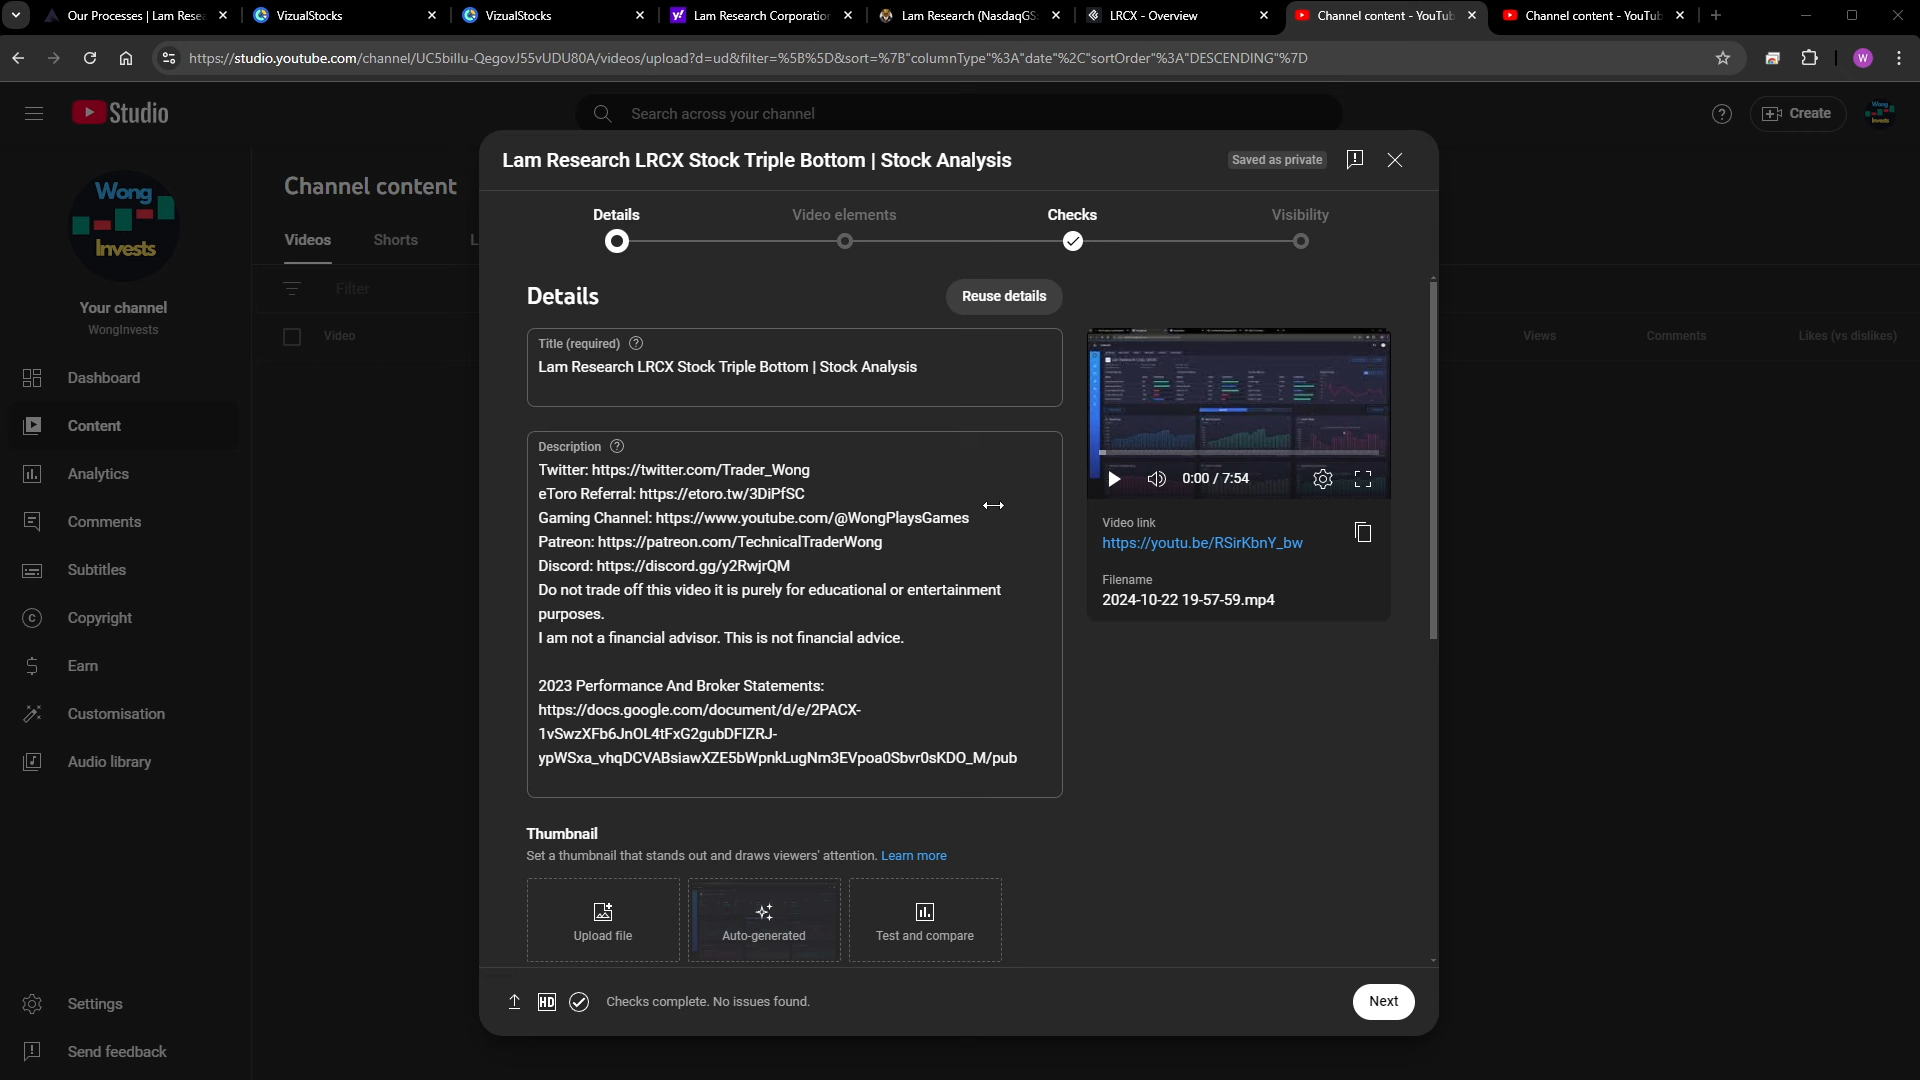 Our Processes | Lam Rese
VizualStocks
VizualStocks
Lam Research Corporation
Lam Research (NasdaqGS:
LRCX - Overview
Channel content - YouTub
Channel content - YouTub
https://studio.youtube.com/channel/UC5billu-QegovJ55vUDU80A/videos/upload?d=ud&filter=%5B%5D&sort=%7B"columnType"%3A"date"%2C"sortOrder"%3A"DESCENDING"%7D
W
Studio
Search across your channel
Create
Wong
Invests
Lam Research LRCX Stock Triple Bottom | Stock Analysis
Saved as private
Channel content
Videos
Shorts
L
Filter
Video
Views
Comments
Likes (vs dislikes)
Your channel
WongInvests
Dashboard
Content
Analytics
Comments
Subtitles
Copyright
Earn
Customisation
Audio library
Settings
Send feedback
Details
Video elements
Checks
Visibility
Details
Reuse details
Title (required)
Lam Research LRCX Stock Triple Bottom | Stock Analysis
Description
Twitter: https://twitter.com/Trader_Wong
eToro Referral: https://etoro.tw/3DiPfSC
Gaming Channel: https://www.youtube.com/@WongPlaysGames
Patreon: https://patreon.com/TechnicalTraderWong
Discord: https://discord.gg/y2RwjrQM
Do not trade off this video it is purely for educational or entertainment
purposes.
I am not a financial advisor. This is not financial advice.
2023 Performance And Broker Statements:
https://docs.google.com/document/d/e/2PACX-
1vSwzXFb6JnOL4tFxG2gubDFIZRJ-
ypWSxa_vhqDCVABsiawXZE5bWpnkLugNm3EVpoa0Sbvr0sKDO_M/pub
0:00 / 7:54
Video link
https://youtu.be/RSirKbnY_bw
Filename
2024-10-22 19-57-59.mp4
Thumbnail
Set a thumbnail that stands out and draws viewers' attention. Learn more
Upload file
Auto-generated
Test and compare
HD
Checks complete. No issues found.
Next